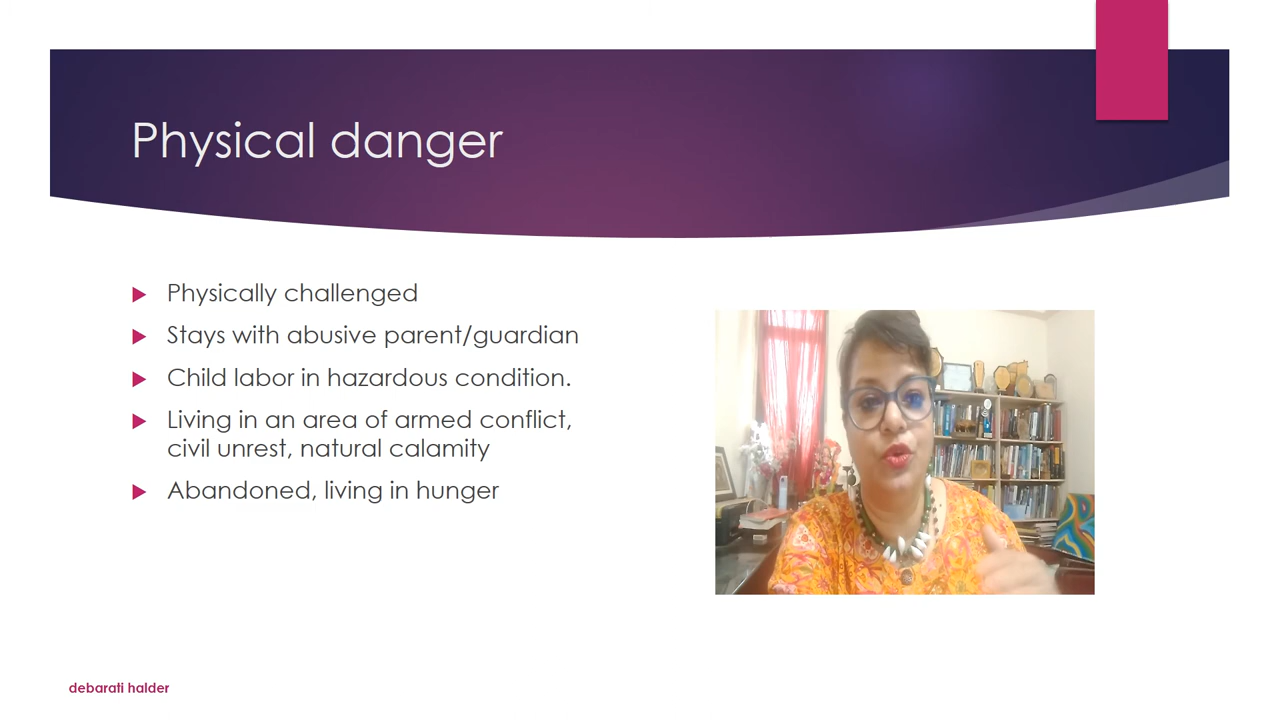 Physical danger
Physically challenged
Stays with abusive parent/guardian
Child labor in hazardous condition.
Living in an area of armed conflict,
civil unrest, natural calamity
Abandoned, living in hunger
debarati halder